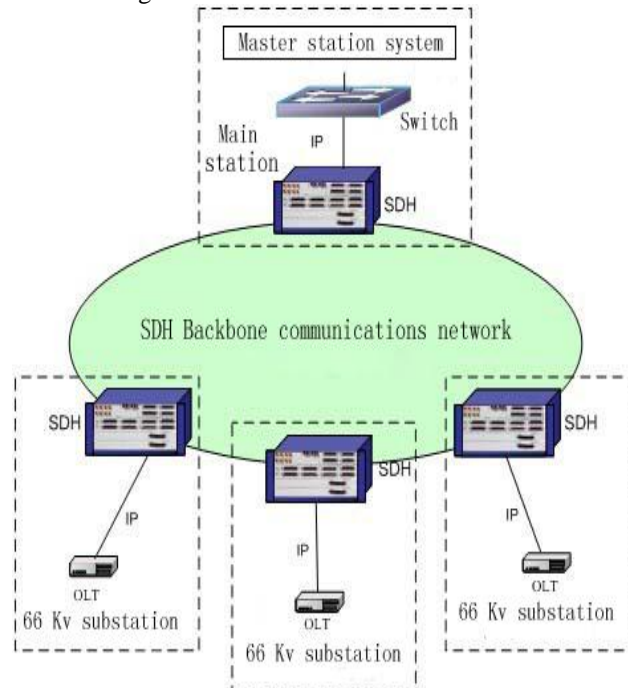 Master station system
Switch
IP
Main
station
SDH
SDH Backbone communications network
SDH
SDH
SDH
IP
IP
IP
OLT
OLT
OLT
66 Kv substation
66 Kv substation
66 Kv substation